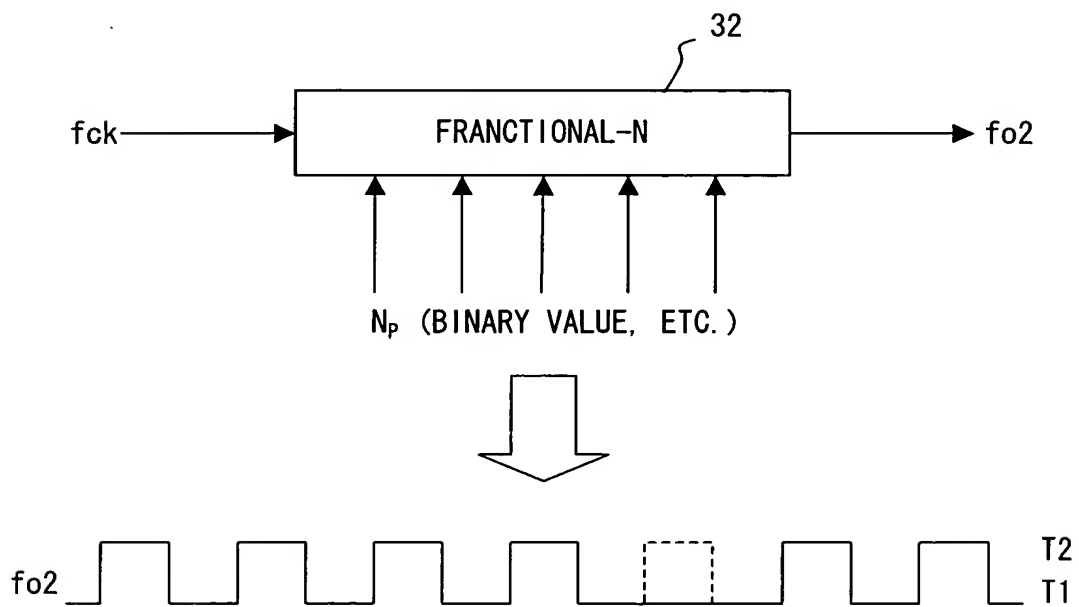 32
fck
FRANCTIONAL-N
fo2
Np (BINARY VALUE, ETC.)
fo2
T2
T1